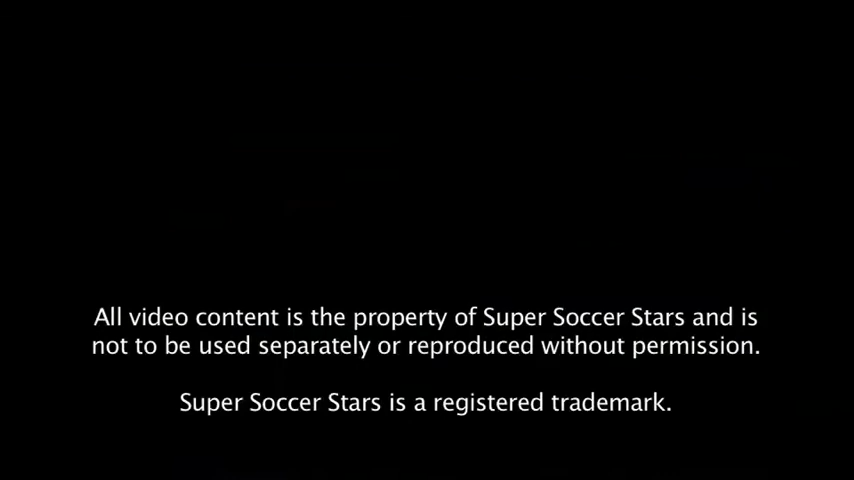 All video content is the property of Super Soccer Stars and is
not to be used separately or reproduced without permission.
Super Soccer Stars is a registered trademark.